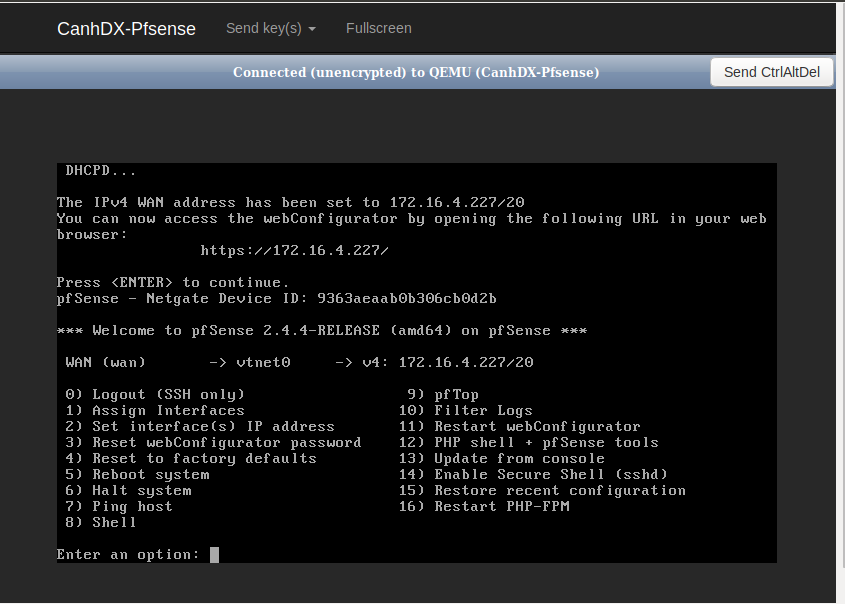 CanhDX-Pfsense Send key(s) Fullscreen
Connected (unencrypted) to QEMU (CanhDX-Pfsense) Send CtrlAltDel
DHCPD...
The IPv4 WAN address has been set to 172.16.4.227/20
You can now access the webConfigurator by opening the following URL in your web
browser:
https://172.16.4.227/
Press <ENTER> to continue.
pfSense - Netgate Device ID: 9363aeaab0b306cb0d2b
*** Welcome to pfSense 2.4.4-RELEASE (amd64) on pfSense ***
WAN (wan) -> vtnet0 -> v4: 172.16.4.227/20
0) Logout (SSH only) 9) pfTop
1) Assign Interfaces 10) Filter Logs
2) Set interface(s) IP address 11) Restart webConfigurator
3) Reset webConfigurator password 12) PHP shell + pfSense tools
4) Reset to factory defaults 13) Update from console
5) Reboot system 14) Enable Secure Shell (sshd)
6) Halt system 15) Restore recent configuration
7) Ping host 16) Restart PHP-FPM
8) Shell
Enter an option: